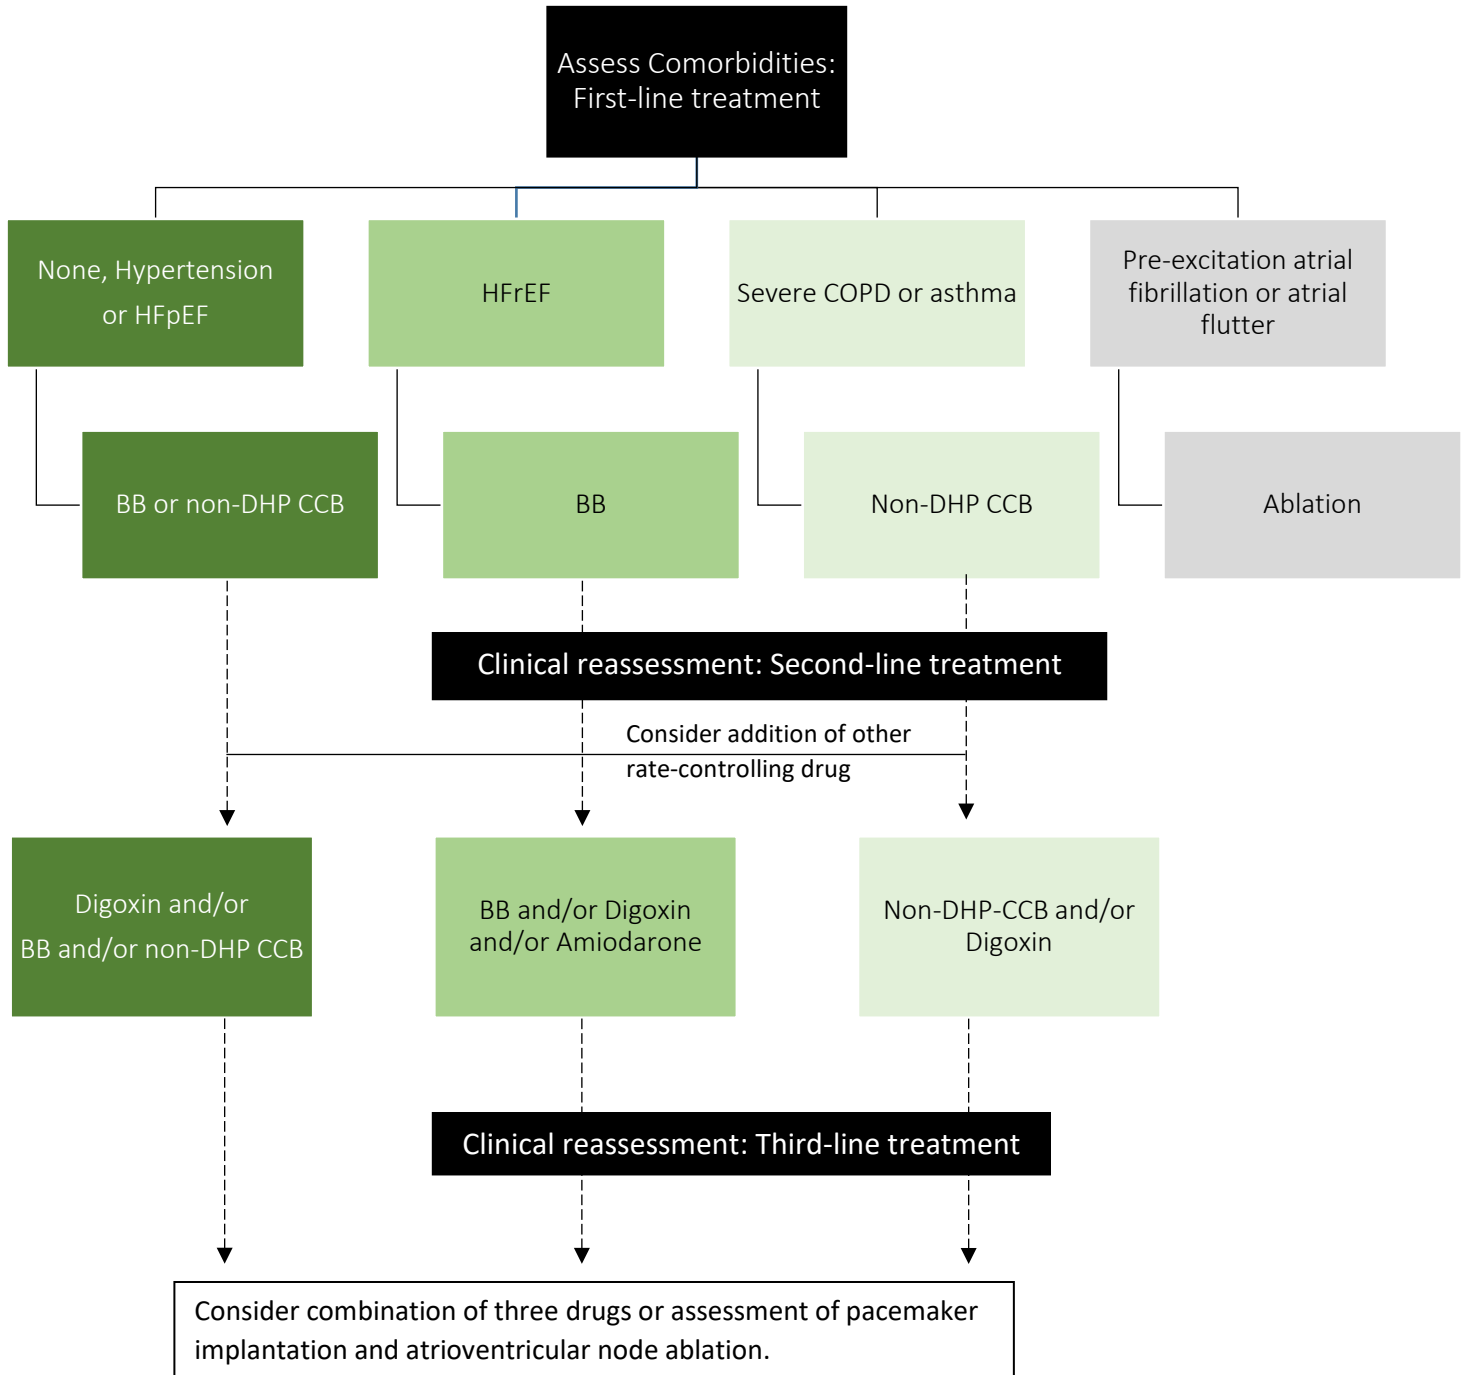 Assess Comorbidities:
First-line treatment
None, Hypertension
or HFpEF
HFrEF
Severe COPD or asthma
Pre-excitation atrial
fibrillation or atrial
flutter
BB or non-DHP CCB
BB
Non-DHP CCB
Ablation
Clinical reassessment: Second-line treatment
Consider addition of other
rate-controlling drug
Digoxin and/or
BB and/or non-DHP CCB
BB and/or Digoxin
and/or Amiodarone
Non-DHP-CCB and/or
Digoxin
Clinical reassessment: Third-line treatment
Consider combination of three drugs or assessment of pacemaker
implantation and atrioventricular node ablation.